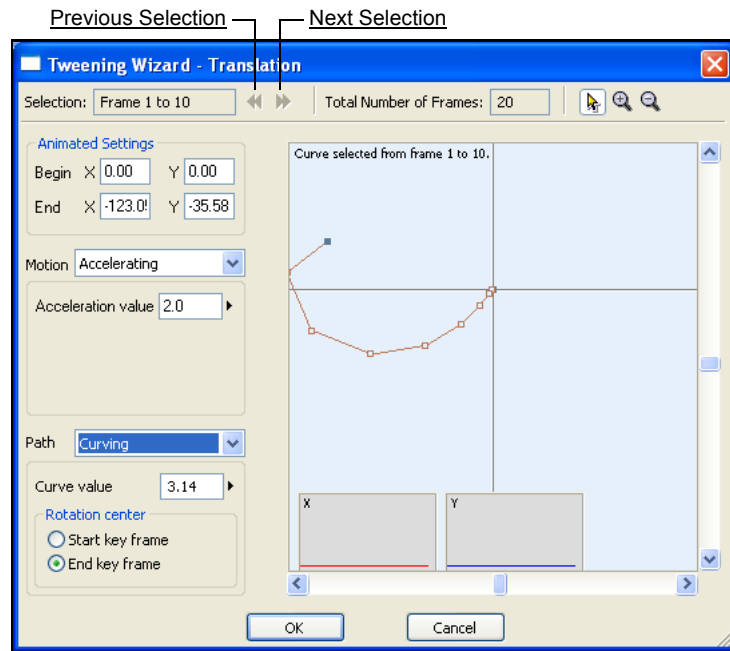 Previous Selection
Next Selection
Tweening Wizard - Translation
Selection: Frame 1 to 10
Total Number of Frames: 20
Animated Settings
Begin X 0.00 Y 0.00
End X -123.0 Y -35.58
Motion Accelerating
Acceleration value 2.0
Path Curving
Curve value 3.14
Rotation center
Start key frame
End key frame
Curve selected from frame 1 to 10.
X
Y
OK
Cancel